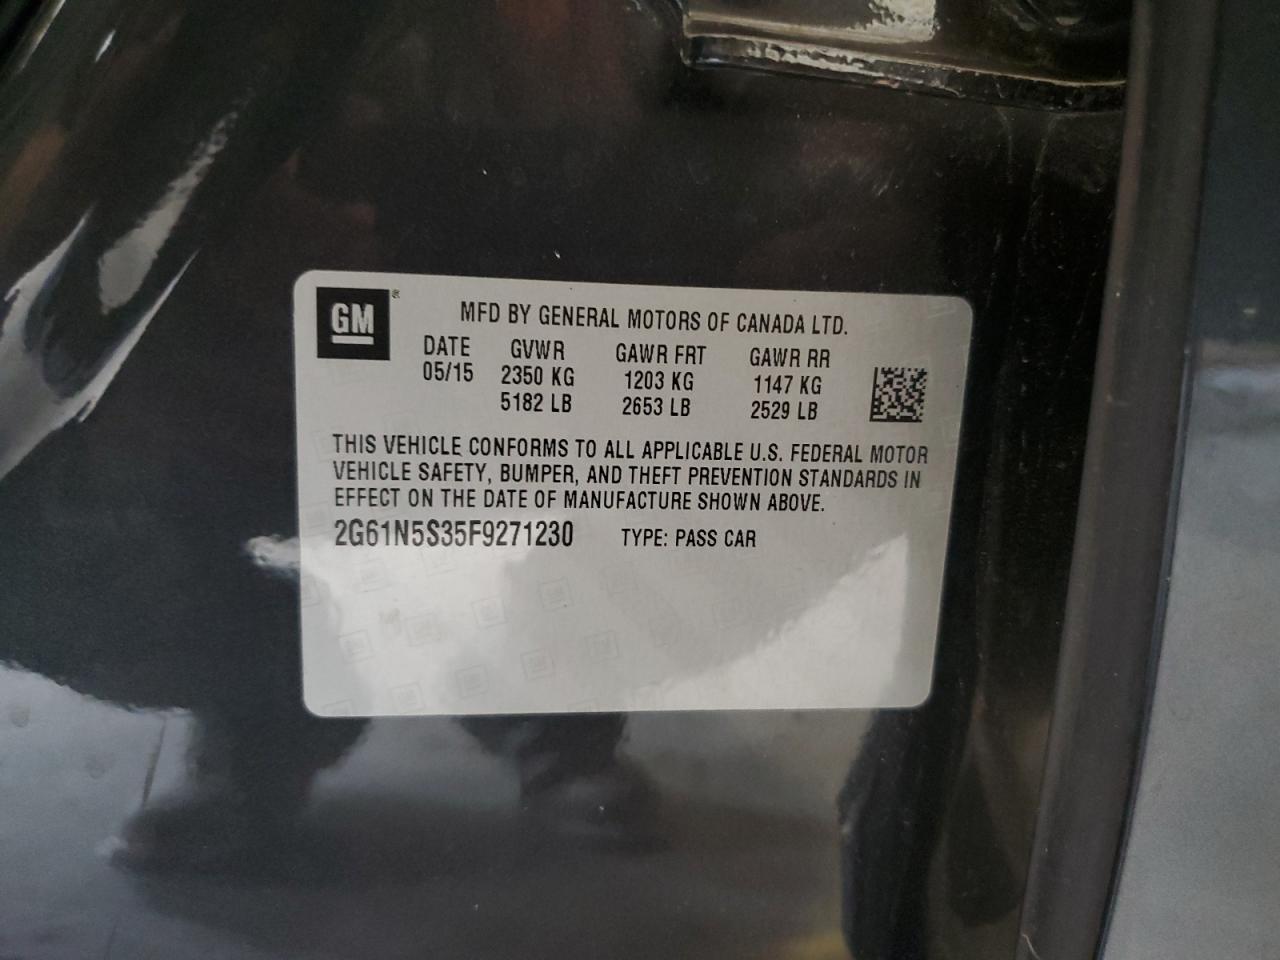 GM®
MFD BY GENERAL MOTORS OF CANADA LTD.
DATE GVWR GAWR FRT GAWR RR
05/15 2350 KG 1203 KG 1147 KG
5182 LB 2653 LB 2529 LB
THIS VEHICLE CONFORMS TO ALL APPLICABLE U.S. FEDERAL MOTOR
VEHICLE SAFETY, BUMPER, AND THEFT PREVENTION STANDARDS IN
EFFECT ON THE DATE OF MANUFACTURE SHOWN ABOVE.
2G61N5S35F9271230 TYPE: PASS CAR